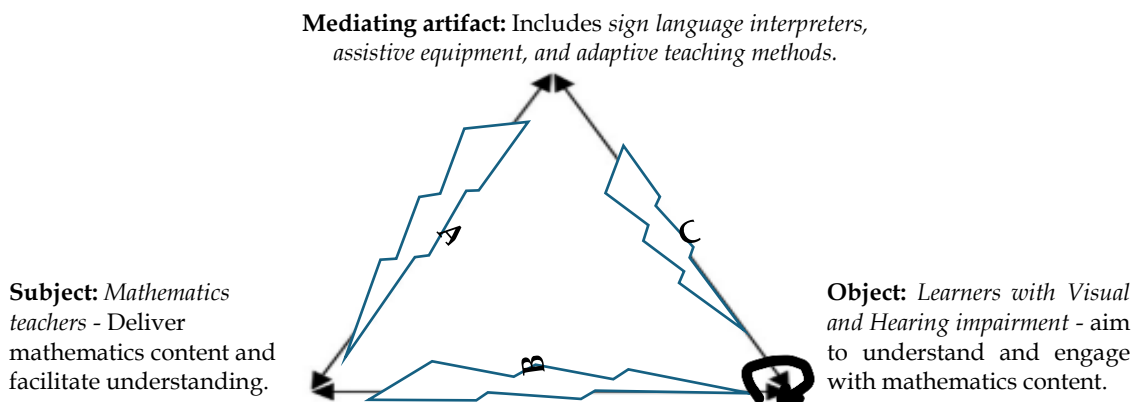 Mediating artifact: Includes sign language interpreters,
assistive equipment, and adaptive teaching methods.
A
C
Subject: Mathematics
teachers - Deliver
mathematics content and
facilitate understanding.
Object: Learners with Visual
and Hearing impairment - aim
to understand and engage
with mathematics content.
B